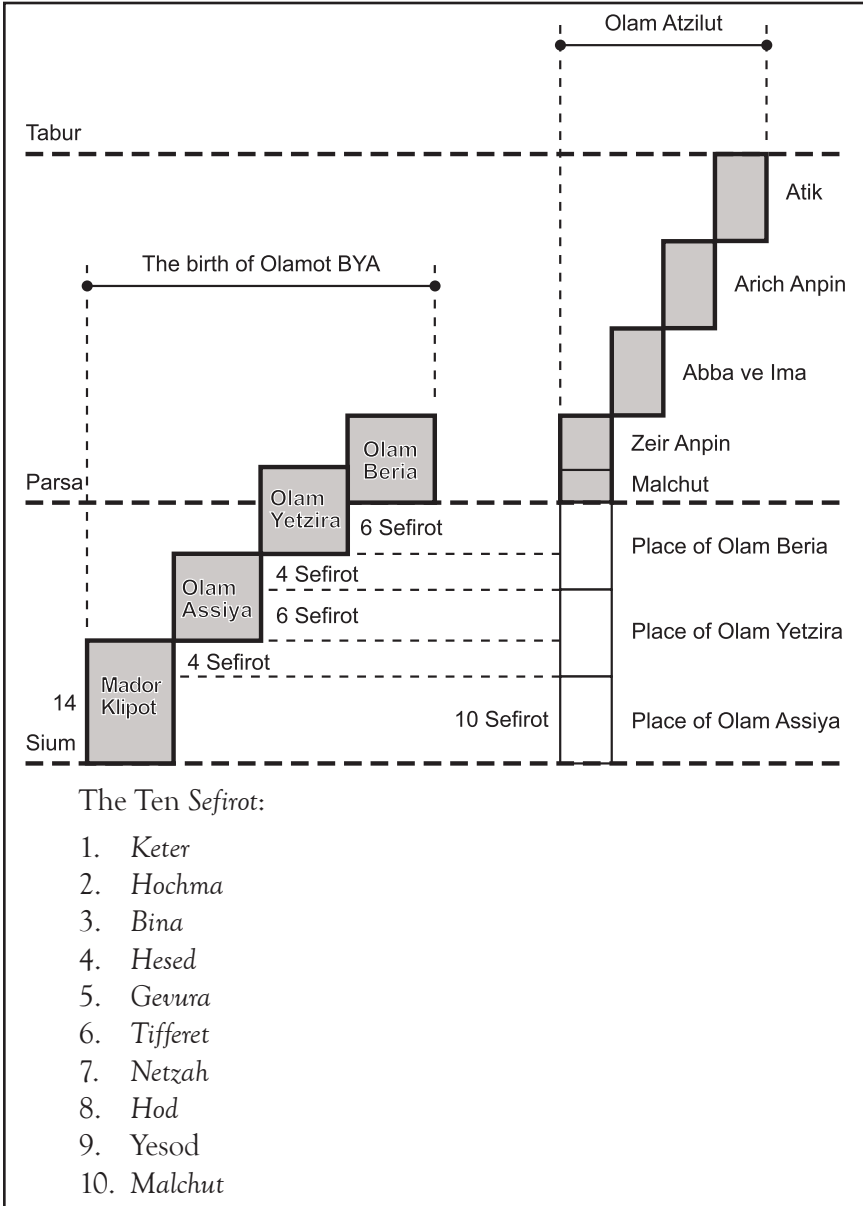 Olam Atzilut
Tabur
Atik
The birth of Olamot BYA
Arich Anpin
Abba ve Ima
Olam
Beria
Zeir Anpin
Parsa
Malchut
Olam
Yetzira
6 Sefirot
Place of Olam Beria
4 Sefirot
Olam
Assiya
6 Sefirot
Place of Olam Yetzira
4 Sefirot
Mador
Klipot
14
10 Sefirot
Place of Olam Assiya
Sium
The Ten Sefirot:
1. Keter
2. Hochma
3. Bina
4. Hesed
5. Gevura
6. Tifferet
7. Netzah
8. Hod
9. Yesod
10. Malchut